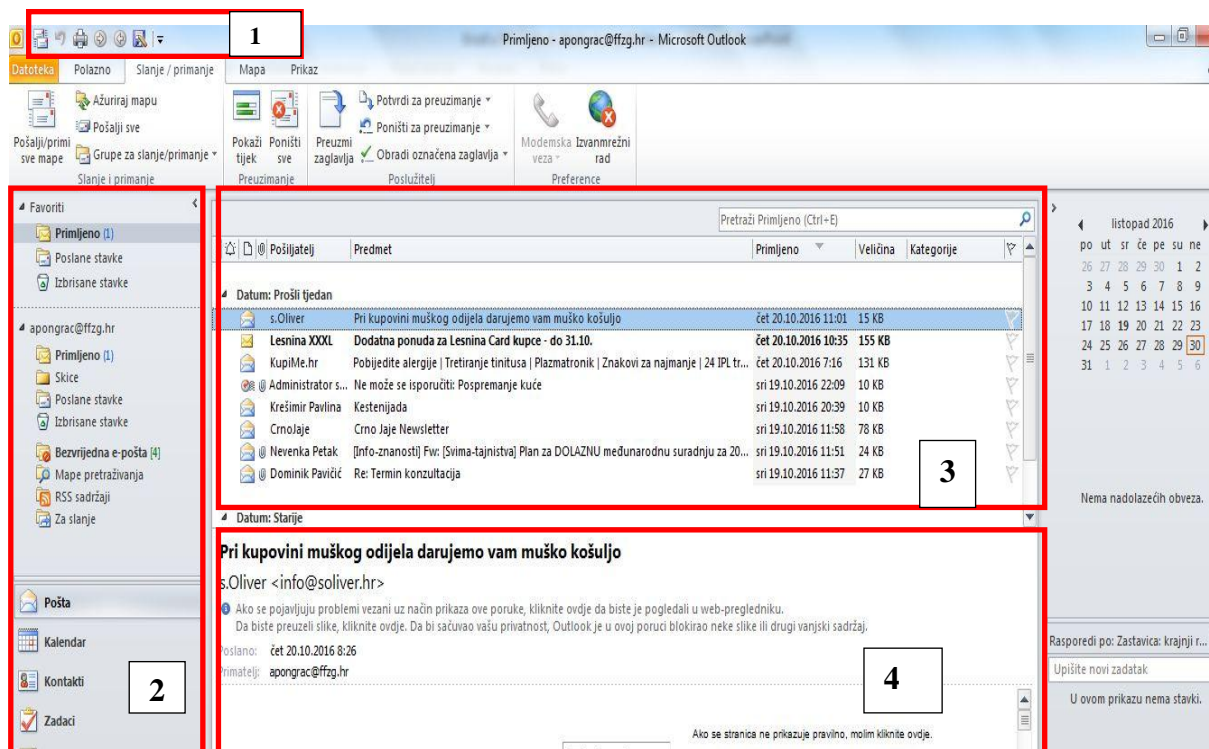 1
Primljeno - apongrac@ffzg.hr - Microsoft Outlook
Datoteka Polazno Slanje / primanje Mapa Prikaz
Pošalji/primi sve mape
Ažuriraj mapu
Pošalji sve
Grupe za slanje/primanje
Slanje i primanje
Pokaži tijek
Poništi sve
Preuzimanje
Preuzmi zaglavlja
Potvrdi za preuzimanje
Poništi za preuzimanje
Obradi označena zaglavlja
Poslužitelj
Modemska veza
Izvanmrežni rad
Preference
Favoriti
Primljeno (1)
Poslane stavke
Izbrisane stavke
apongrac@ffzg.hr
Primljeno (1)
Skice
Poslane stavke
Izbrisane stavke
Bezvrijedna e-pošta [4]
Mape pretraživanja
RSS sadržaji
Za slanje
Pošta
Kalendar
Kontakti
Zadaci
2
Pretraži Primljeno (Ctrl+E)
Pošiljatelj Predmet Primljeno Veličina Kategorije
Datum: Prošli tjedan
s.Oliver Pri kupovini muškog odijela darujemo vam muško košuljo čet 20.10.2016 11:01 15 KB
Lesnina XXXL Dodatna ponuda za Lesnina Card kupce - do 31.10. čet 20.10.2016 10:35 155 KB
KupiMe.hr Pobijedite alergije | Tretiranje tinitusa | Plazmatronik | Znakovi za najmanje | 24 IPL tr... čet 20.10.2016 7:16 131 KB
Administrator s... Ne može se isporučiti: Pospremanje kuće sri 19.10.2016 22:09 10 KB
Krešimir Pavlina Kestenijada sri 19.10.2016 20:39 10 KB
CrnoJaje Crno Jaje Newsletter sri 19.10.2016 11:58 78 KB
Nevenka Petak [Info-znanosti] Fw: [Svima-tajnistva] Plan za DOLAZNU međunarodnu suradnju za 20... sri 19.10.2016 11:51 24 KB
Dominik Pavičić Re: Termin konzultacija sri 19.10.2016 11:37 27 KB
3
Datum: Starije
Pri kupovini muškog odijela darujemo vam muško košuljo
s.Oliver <info@soliver.hr>
Ako se pojavljuju problemi vezani uz način prikaza ove poruke, kliknite ovdje da biste je pogledali u web-pregledniku.
Da biste preuzeli slike, kliknite ovdje. Da bi sačuvao vašu privatnost, Outlook je u ovoj poruci blokirao neke slike ili drugi vanjski sadržaj.
Poslano: čet 20.10.2016 8:26
Primatelj: apongrac@ffzg.hr
4
Ako se stranica ne prikazuje pravilno, molim kliknite ovdje.
listopad 2016
po ut sr če pe su ne
26 27 28 29 30 1 2
3 4 5 6 7 8 9
10 11 12 13 14 15 16
17 18 19 20 21 22 23
24 25 26 27 28 29 30
31 1 2 3 4 5 6
Nema nadolazećih obveza.
Rasporedi po: Zastavica: krajnji r...
Upišite novi zadatak
U ovom prikazu nema stavki.